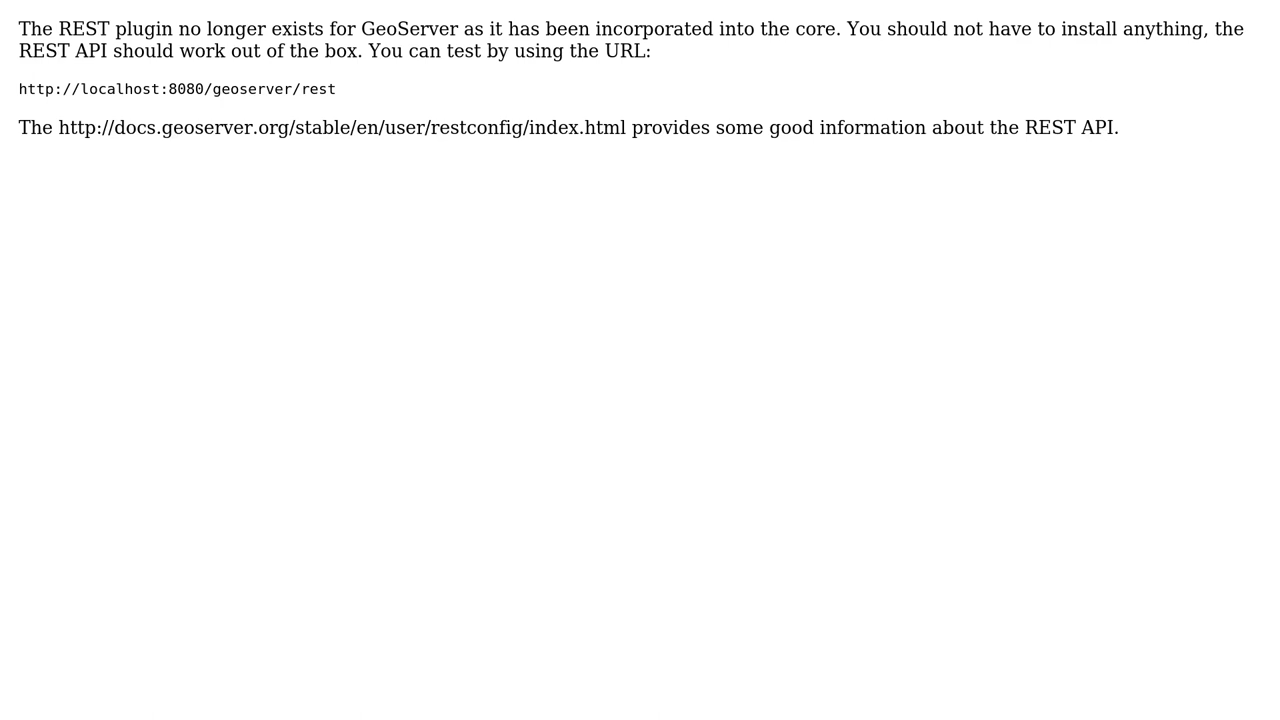 The REST plugin no longer exists for GeoServer as it has been incorporated into the core. You should not have to install anything, the
REST API should work out of the box. You can test by using the URL:
http://localhost:8080/geoserver/rest
The http://docs.geoserver.org/stable/en/user/restconfig/index.html provides some good information about the REST API.